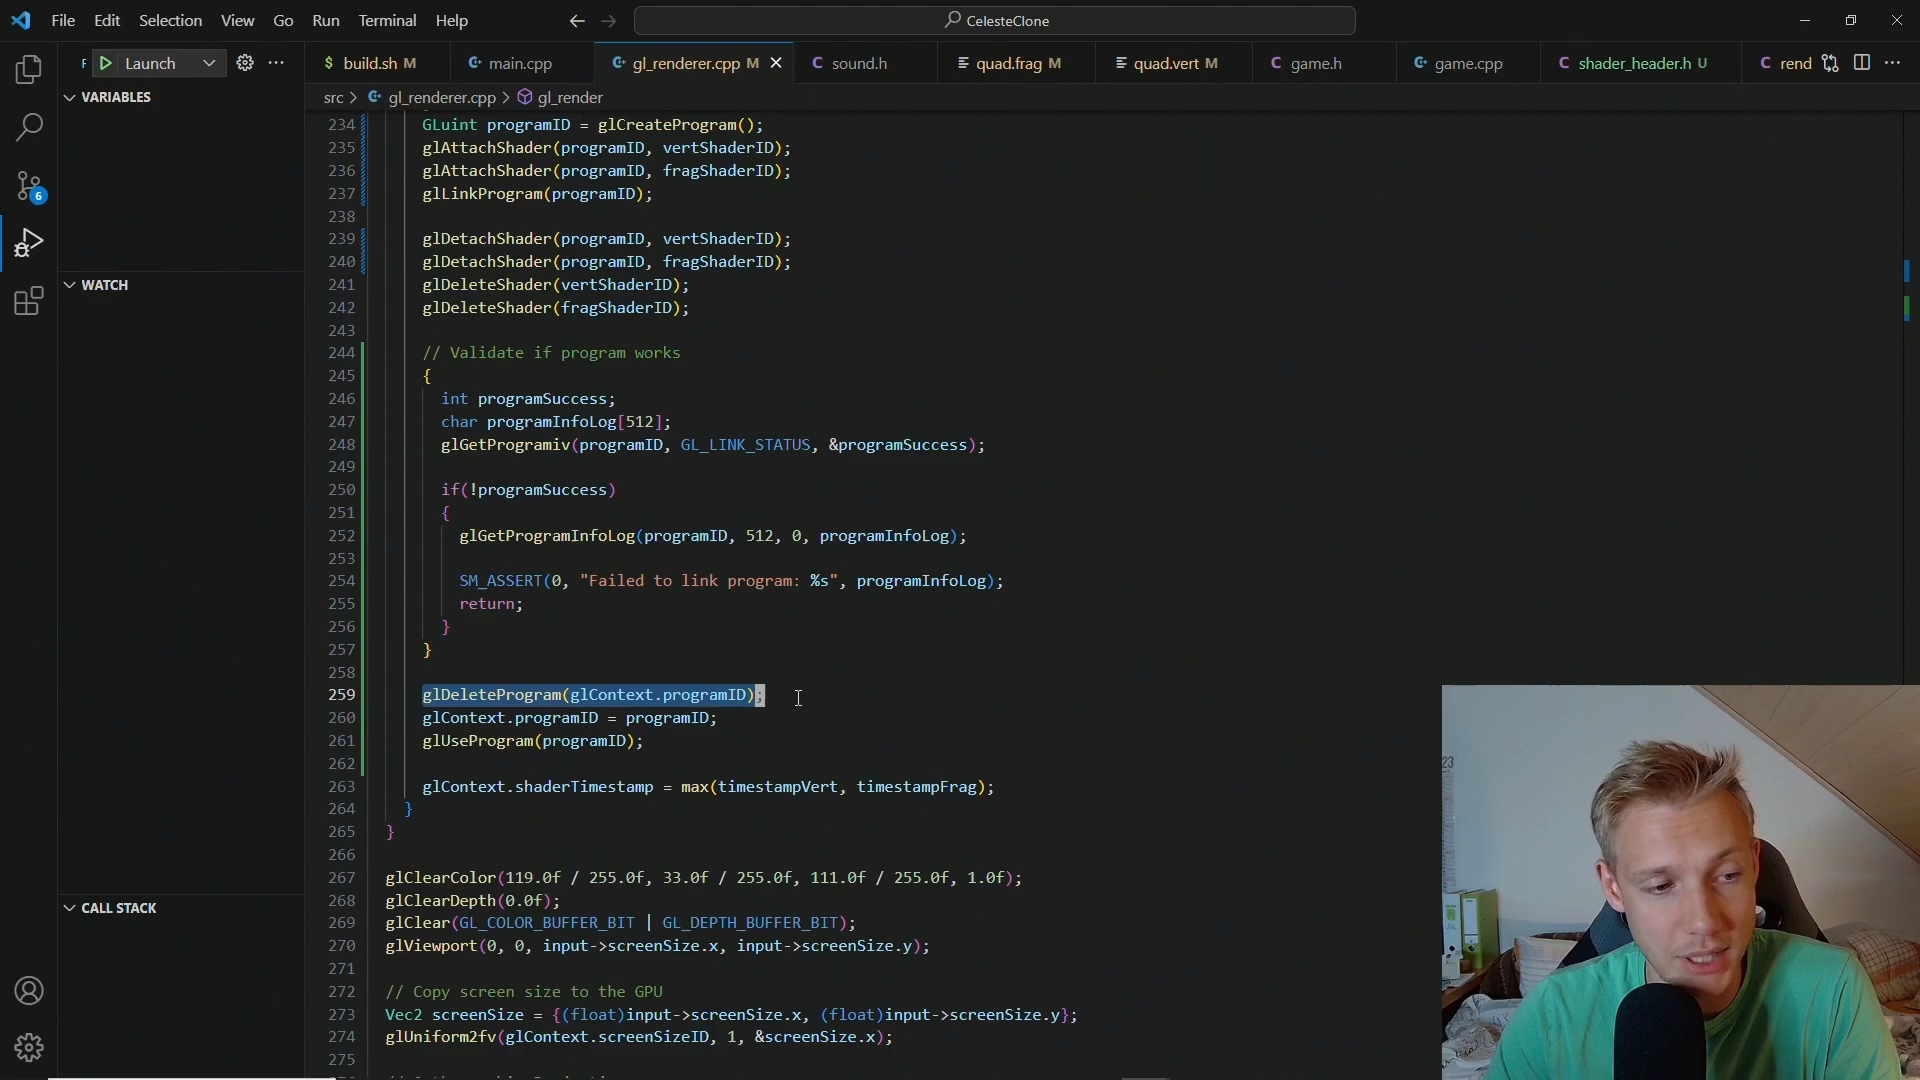 File Edit Selection View Go Run Terminal Help
CelesteClone
Launch
$ build.sh M
main.cpp
gl_renderer.cpp M
C sound.h
quad.frag M
quad.vert M
C game.h
game.cpp
C shader_header.h U
C rend
VARIABLES
src > gl_renderer.cpp > gl_render
6
WATCH
CALL STACK
234 GLuint programID = glCreateProgram();
235 glAttachShader(programID, vertShaderID);
236 glAttachShader(programID, fragShaderID);
237 glLinkProgram(programID);
238
239 glDetachShader(programID, vertShaderID);
240 glDetachShader(programID, fragShaderID);
241 glDeleteShader(vertShaderID);
242 glDeleteShader(fragShaderID);
243
244 // Validate if program works
245 {
246 int programSuccess;
247 char programInfoLog[512];
248 glGetProgramiv(programID, GL_LINK_STATUS, &programSuccess);
249
250 if(!programSuccess)
251 {
252 glGetProgramInfoLog(programID, 512, 0, programInfoLog);
253
254 SM_ASSERT(0, "Failed to link program: %s", programInfoLog);
255 return;
256 }
257 }
258
259 glDeleteProgram(glContext.programID);
260 glContext.programID = programID;
261 glUseProgram(programID);
262
263 glContext.shaderTimestamp = max(timestampVert, timestampFrag);
264 }
265 }
266
267 glClearColor(119.0f / 255.0f, 33.0f / 255.0f, 111.0f / 255.0f, 1.0f);
268 glClearDepth(0.0f);
269 glClear(GL_COLOR_BUFFER_BIT | GL_DEPTH_BUFFER_BIT);
270 glViewport(0, 0, input->screenSize.x, input->screenSize.y);
271
272 // Copy screen size to the GPU
273 Vec2 screenSize = {(float)input->screenSize.x, (float)input->screenSize.y};
274 glUniform2fv(glContext.screenSizeID, 1, &screenSize.x);
275
23